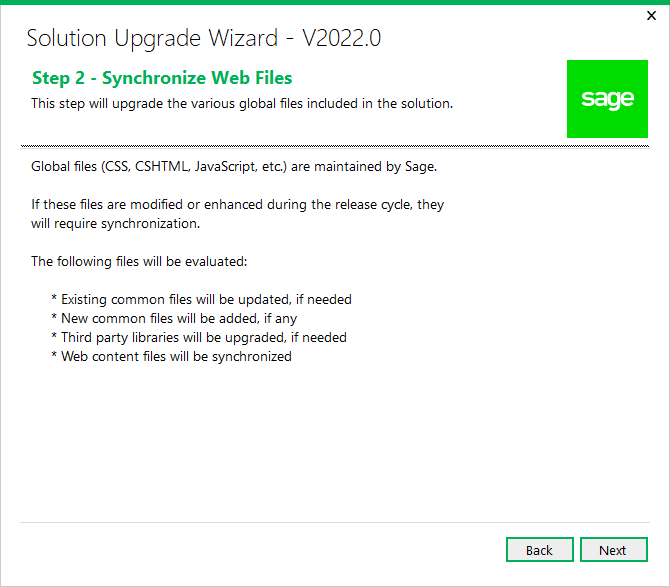 Solution Upgrade Wizard - V2022.0
Step 2 - Synchronize Web Files
This step will upgrade the various global files included in the solution.
sage
Global files (CSS, CSHTML, JavaScript, etc.) are maintained by Sage.
If these files are modified or enhanced during the release cycle, they
will require synchronization.
The following files will be evaluated:
* Existing common files will be updated, if needed
* New common files will be added, if any
* Third party libraries will be upgraded, if needed
* Web content files will be synchronized
Back
Next